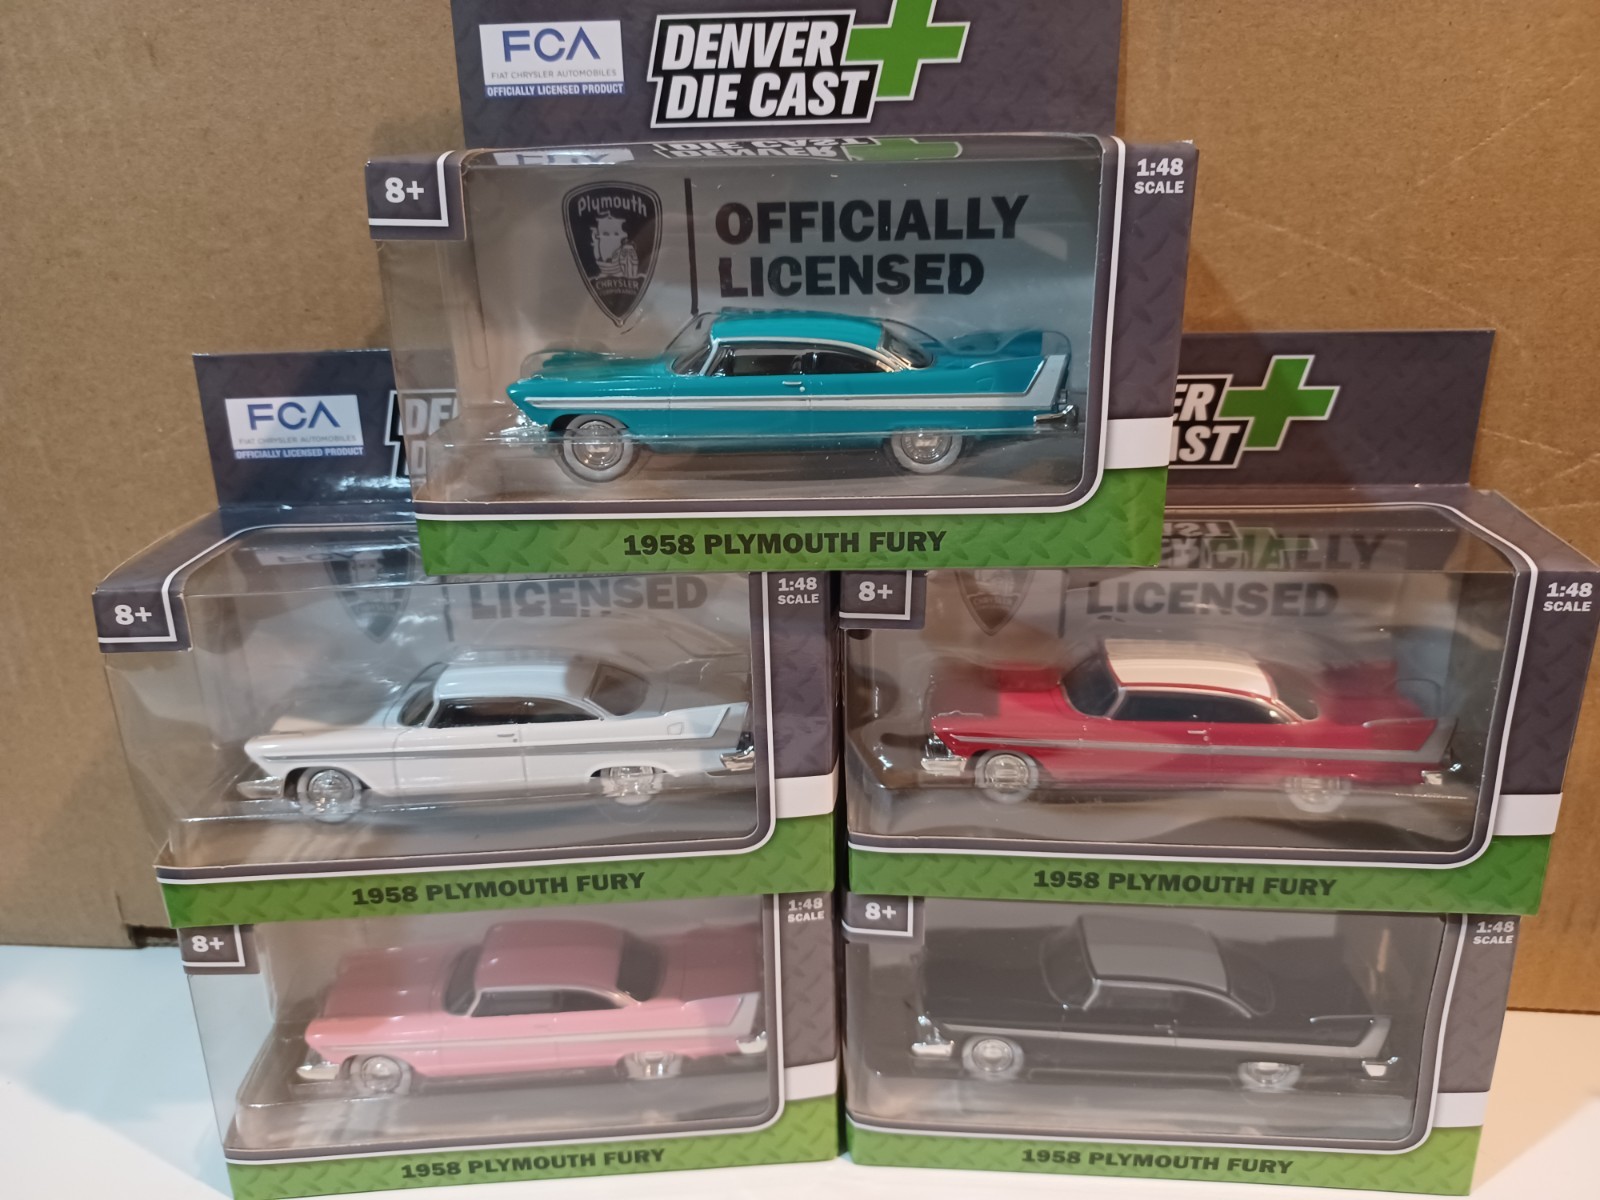 FCA
FIAT CHRYSLER AUTOMOBILES
OFFICIALLY LICENSED PRODUCT
DENVER
DIE CAST
8+
1:48
SCALE
Plymouth
CHRYSLER
OFFICIALLY
LICENSED
1958 PLYMOUTH FURY
FCA
FIAT CHRYSLER AUTOMOBILES
OFFICIALLY LICENSED PRODUCT
DE
D
8+
LICENSED
1:48
SCALE
1958 PLYMOUTH FURY
ER
AST
8+
CIALLY
LICENSED
1:48
SCALE
1958 PLYMOUTH FURY
8+
1:48
SCALE
1958 PLYMOUTH FURY
8+
1:48
SCALE
1958 PLYMOUTH FURY